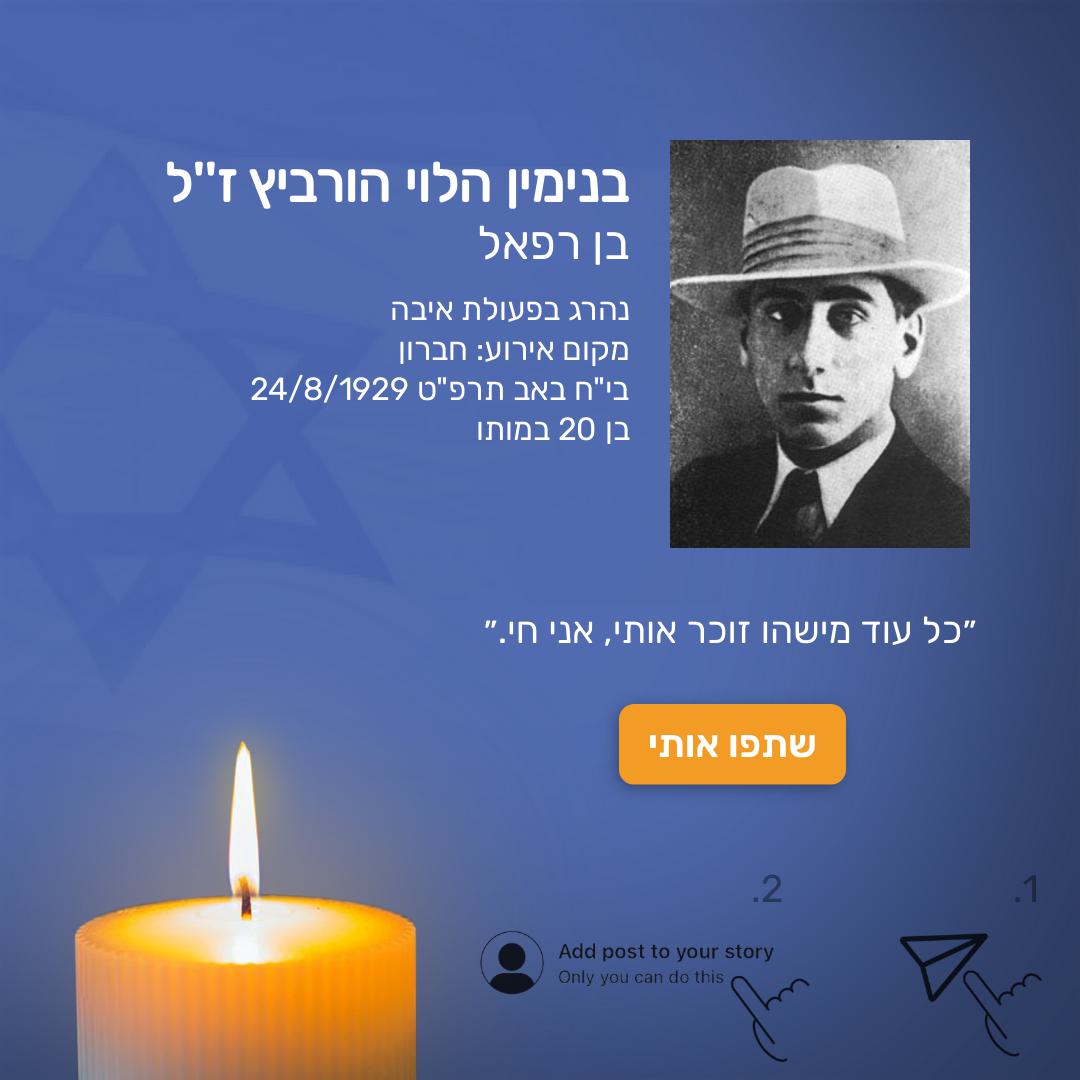 בנימין הלוי הורביץ ז"ל
בן רפאל
נהרג בפעולת איבה
מקום אירוע: חברון
בי"ח באב תרפ"ט 24/8/1929
בן 20 במותו
״כל עוד מישהו זוכר אותי, אני חי.״
שתפו אותי
.1
.2
Add post to your story
Only you can do this